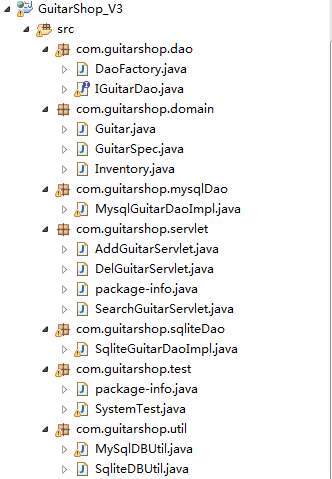 GuitarShop_V3
src
com.guitarshop.dao
DaoFactory.java
IGuitarDao.java
com.guitarshop.domain
Guitar.java
GuitarSpec.java
Inventory.java
com.guitarshop.mysqlDao
MysqlGuitarDaoImpl.java
com.guitarshop.servlet
AddGuitarServlet.java
DelGuitarServlet.java
package-info.java
SearchGuitarServlet.java
com.guitarshop.sqliteDao
SqliteGuitarDaoImpl.java
com.guitarshop.test
package-info.java
SystemTest.java
com.guitarshop.util
MySqlDBUtil.java
SqliteDBUtil.java